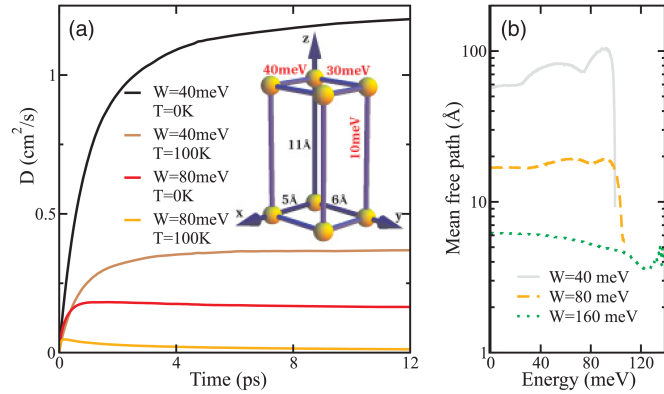 (a)
D (cm²/s)
1
0.5
0
0
4
8
12
Time (ps)
W=40meV
T=0K
W=40meV
T=100K
W=80meV
T=0K
W=80meV
T=100K
z
40meV
30meV
11Å
10meV
5Å
6Å
x
y
(b)
Mean free path (Å)
100
10
1
0
40
80
120
Energy (meV)
W=40 meV
W=80 meV
W=160 meV